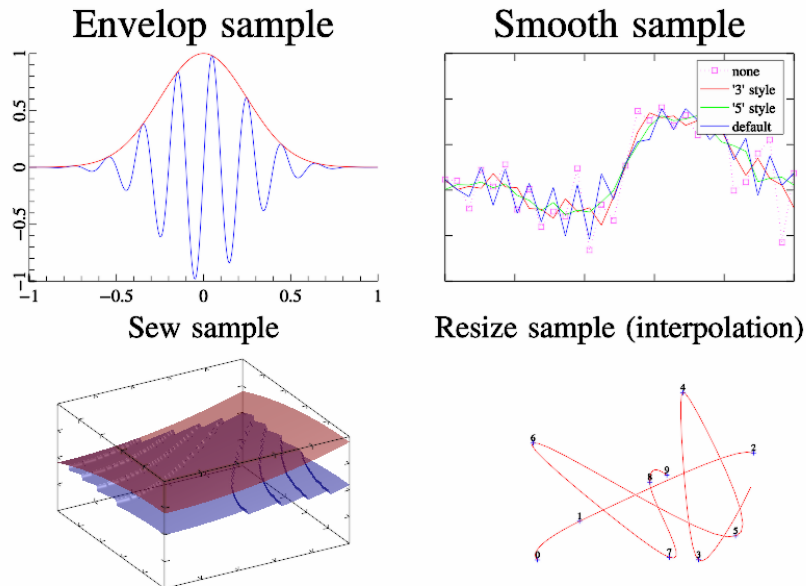 Envelop sample
1
0.5
0
−0.5
−1
−1
−0.5
0
0.5
1
Smooth sample
none
'3' style
'5' style
default
Sew sample
Resize sample (interpolation)
4
6
2
9
8
1
5
0
7
3